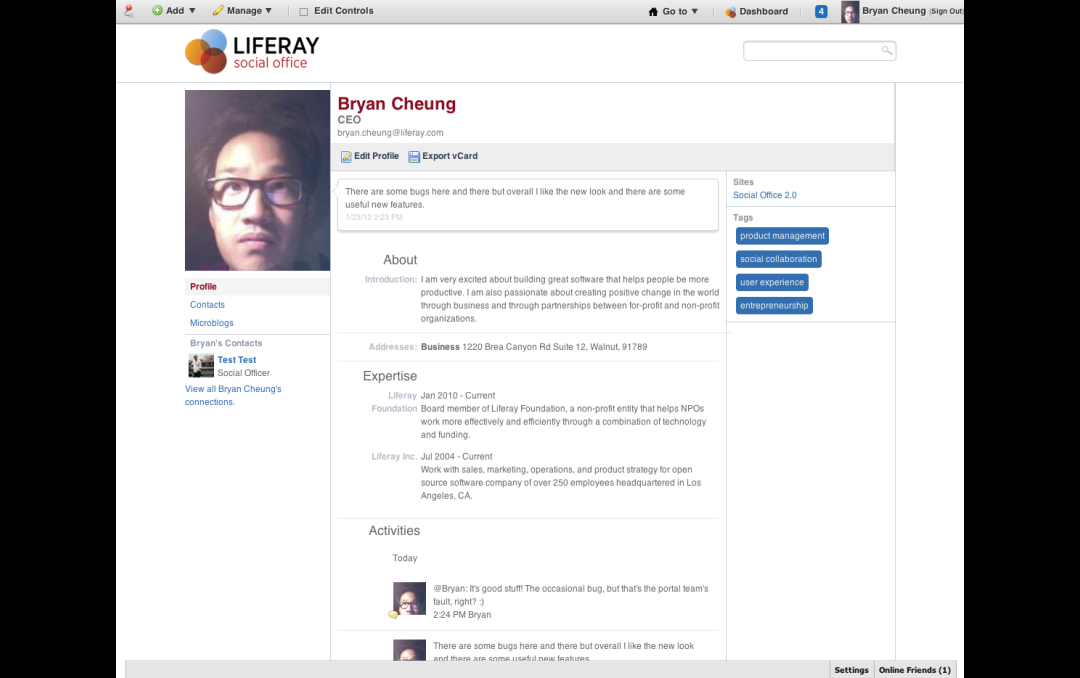 Add ▼ Manage ▼ Edit Controls Go to ▼ Dashboard 4 Bryan Cheung (Sign Out)
LIFERAY
social office
Bryan Cheung
CEO
bryan.cheung@liferay.com
Edit Profile Export vCard
There are some bugs here and there but overall I like the new look and there are some
useful new features.
1/23/12 2:23 PM
Sites
Social Office 2.0
Tags
product management
social collaboration
user experience
entrepreneurship
Profile
Contacts
Microblogs
Bryan's Contacts
Test Test
Social Officer
View all Bryan Cheung's
connections.
About
Introduction: I am very excited about building great software that helps people be more
productive. I am also passionate about creating positive change in the world
through business and through partnerships between for-profit and non-profit
organizations.
Addresses: Business 1220 Brea Canyon Rd Suite 12, Walnut, 91789
Expertise
Liferay Jan 2010 - Current
Foundation Board member of Liferay Foundation, a non-profit entity that helps NPOs
work more effectively and efficiently through a combination of technology
and funding.
Liferay Inc. Jul 2004 - Current
Work with sales, marketing, operations, and product strategy for open
source software company of over 250 employees headquartered in Los
Angeles, CA.
Activities
Today
@Bryan: It's good stuff! The occasional bug, but that's the portal team's
fault, right? :)
2:24 PM Bryan
There are some bugs here and there but overall I like the new look
and there are some useful new features.
Settings Online Friends (1)